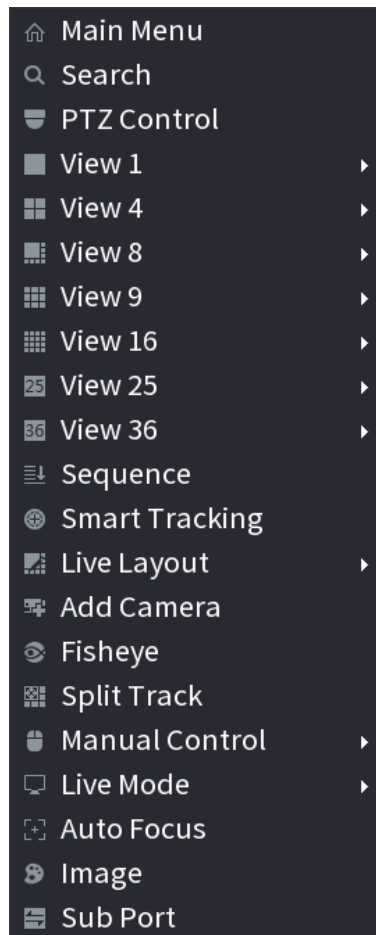 Main Menu
Search
PTZ Control
View 1
View 4
View 8
View 9
View 16
25 View 25
36 View 36
Sequence
Smart Tracking
Live Layout
Add Camera
Fisheye
Split Track
Manual Control
Live Mode
Auto Focus
Image
Sub Port